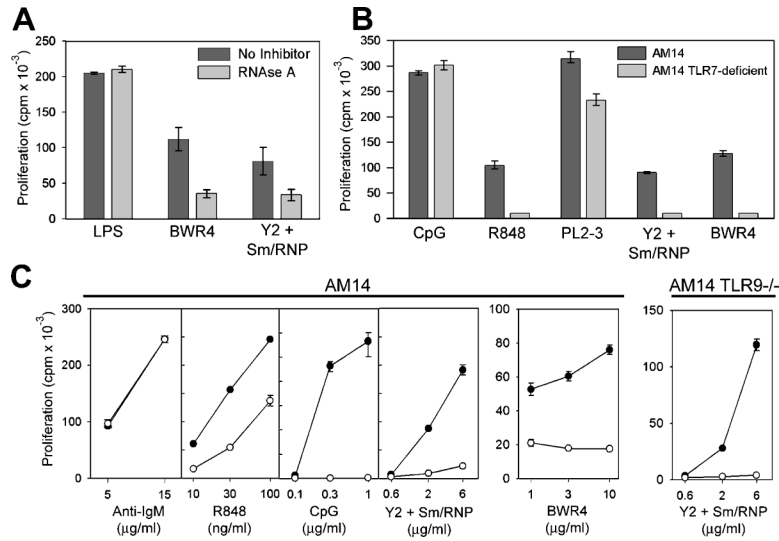 A
Proliferation (cpm x 10⁻³)
250
200
150
100
50
0
No Inhibitor
RNAse A
LPS
BWR4
Y2 +
Sm/RNP
B
Proliferation (cpm x 10⁻³)
350
300
250
200
150
100
50
0
AM14
AM14 TLR7-deficient
CpG
R848
PL2-3
Y2 +
Sm/RNP
BWR4
C
AM14
AM14 TLR9-/-
Proliferation (cpm x 10⁻³)
300
200
100
0
5 15
Anti-IgM
(µg/ml)
10 30 100
R848
(ng/ml)
0.1 0.3 1
CpG
(µg/ml)
0.6 2 6
Y2 + Sm/RNP
(µg/ml)
100
80
60
40
20
0
1 3 10
BWR4
(µg/ml)
150
100
50
0
0.6 2 6
Y2 + Sm/RNP
(µg/ml)